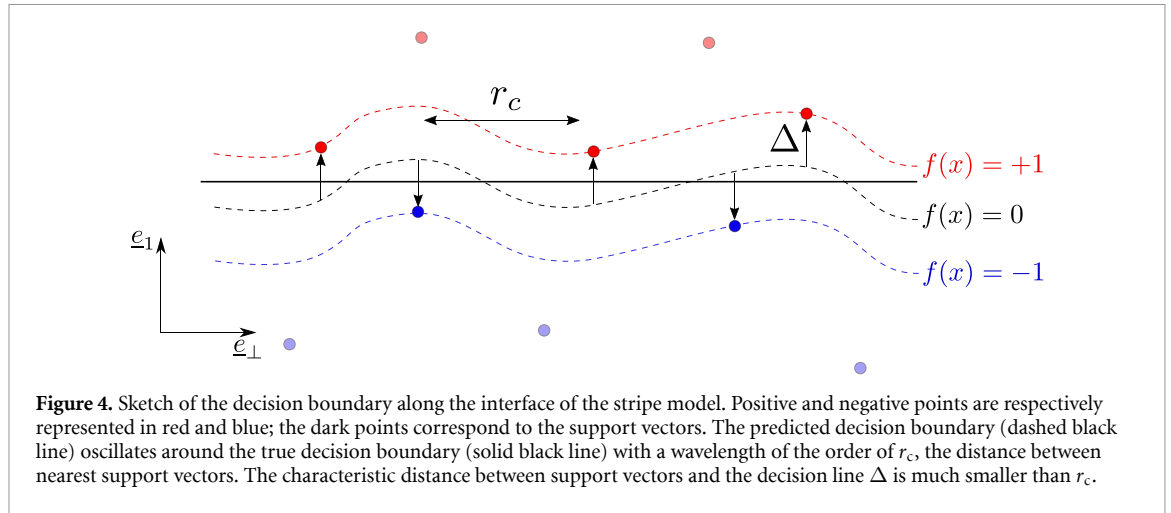 r_c
Δ
f(x) = +1
f(x) = 0
f(x) = −1
e_1
e_⊥
Figure 4. Sketch of the decision boundary along the interface of the stripe model. Positive and negative points are respectively
represented in red and blue; the dark points correspond to the support vectors. The predicted decision boundary (dashed black
line) oscillates around the true decision boundary (solid black line) with a wavelength of the order of r_c, the distance between
nearest support vectors. The characteristic distance between support vectors and the decision line Δ is much smaller than r_c.